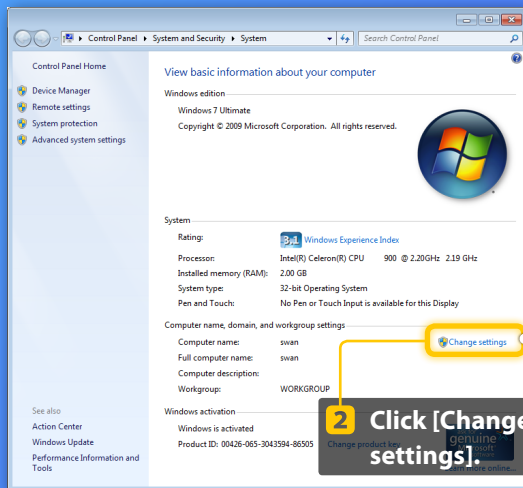 Control Panel
System and Security
System
Search Control Panel
Control Panel Home
Device Manager
Remote settings
System protection
Advanced system settings
See also
Action Center
Windows Update
Performance Information and
Tools
View basic information about your computer
Windows edition
Windows 7 Ultimate
Copyright © 2009 Microsoft Corporation. All rights reserved.
System
Rating: 3,1 Windows Experience Index
Processor: Intel(R) Celeron(R) CPU 900 @ 2.20GHz 2.19 GHz
Installed memory (RAM): 2.00 GB
System type: 32-bit Operating System
Pen and Touch: No Pen or Touch Input is available for this Display
Computer name, domain, and workgroup settings
Computer name: swan Change settings
Full computer name: swan
Computer description:
Workgroup: WORKGROUP
Windows activation
Windows is activated
Product ID: 00426-065-3043594-86505 Change product key
2 Click [Change
settings].
genuine
Microsoft
Learn more online...